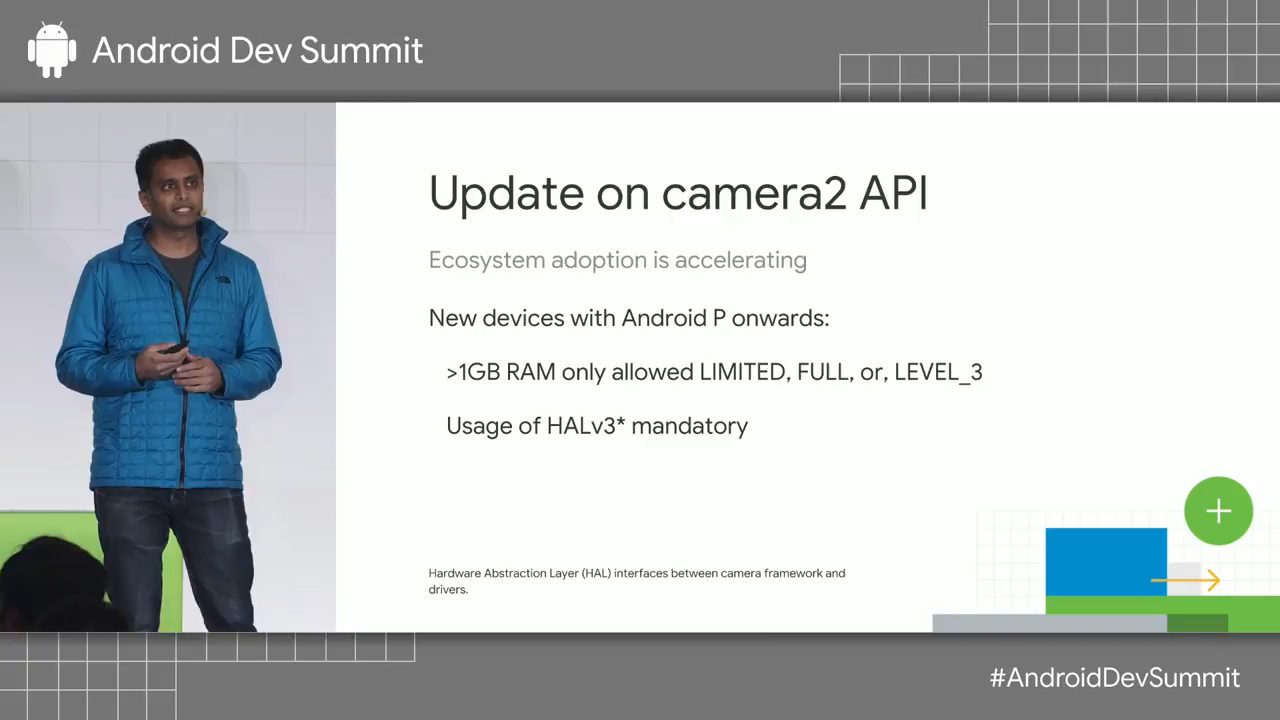 Android Dev Summit
Update on camera2 API
Ecosystem adoption is accelerating
New devices with Android P onwards:
>1GB RAM only allowed LIMITED, FULL, or, LEVEL_3
Usage of HALv3* mandatory
Hardware Abstraction Layer (HAL) interfaces between camera framework and
drivers.
#AndroidDevSummit